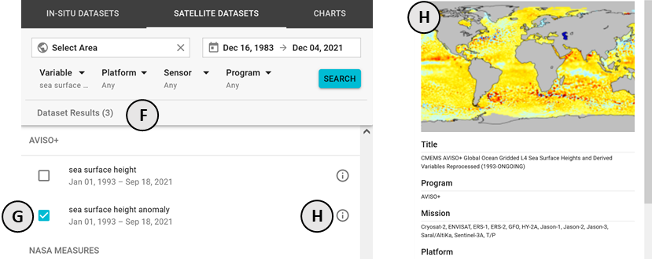 IN-SITU DATASETS SATELLITE DATASETS CHARTS
Select Area Dec 16, 1983 → Dec 04, 2021
Variable Platform Sensor Program
sea surface ... Any Any Any SEARCH
Dataset Results (3) F
AVISO+
sea surface height
Jan 01, 1993 – Sep 18, 2021
G sea surface height anomaly H
Jan 01, 1993 – Sep 18, 2021
NASA MEASURES
H
Title
CMEMS AVISO+ Global Ocean Gridded L4 Sea Surface Heights and Derived
Variables Reprocessed (1993-ONGOING)
Program
AVISO+
Mission
Cryosat-2, ENVISAT, ERS-1, ERS-2, GFO, HY-2A, Jason-1, Jason-2, Jason-3,
Saral/AltiKa, Sentinel-3A, T/P
Platform